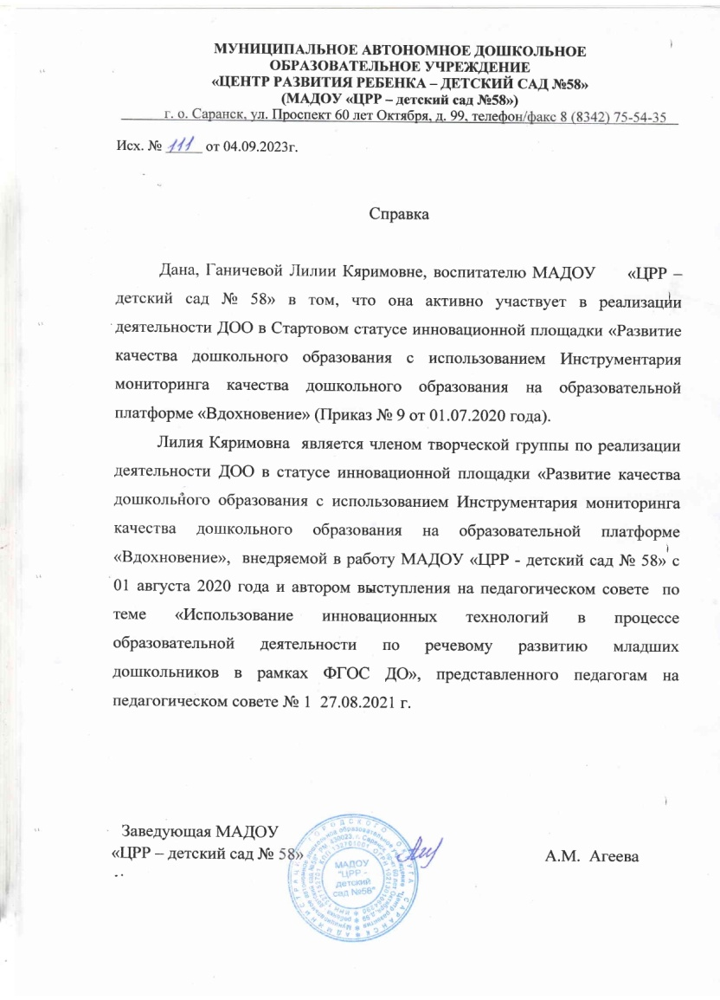 МУНИЦИПАЛЬНОЕ АВТОНОМНОЕ ДОШКОЛЬНОЕ
ОБРАЗОВАТЕЛЬНОЕ УЧРЕЖДЕНИЕ
«ЦЕНТР РАЗВИТИЯ РЕБЕНКА – ДЕТСКИЙ САД №58»
(МАДОУ «ЦРР – детский сад №58»)
г. о. Саранск, ул. Проспект 60 лет Октября, д. 99, телефон/факс 8 (8342) 75-54-35
Исх. № 111 от 04.09.2023г.
Справка
Дана, Ганичевой Лилии Кяримовне, воспитателю МАДОУ «ЦРР –
детский сад № 58» в том, что она активно участвует в реализации
деятельности ДОО в Стартовом статусе инновационной площадки «Развитие
качества дошкольного образования с использованием Инструментария
мониторинга качества дошкольного образования на образовательной
платформе «Вдохновение» (Приказ № 9 от 01.07.2020 года).
Лилия Кяримовна является членом творческой группы по реализации
деятельности ДОО в статусе инновационной площадки «Развитие качества
дошкольного образования с использованием Инструментария мониторинга
качества дошкольного образования на образовательной платформе
«Вдохновение», внедряемой в работу МАДОУ «ЦРР - детский сад № 58» с
01 августа 2020 года и автором выступления на педагогическом совете по
теме «Использование инновационных технологий в процессе
образовательной деятельности по речевому развитию младших
дошкольников в рамках ФГОС ДО», представленного педагогам на
педагогическом совете № 1 27.08.2021 г.
Заведующая МАДОУ
«ЦРР – детский сад № 58»
А.М. Агеева
МАДОУ
"ЦРР -
детский
сад №58"